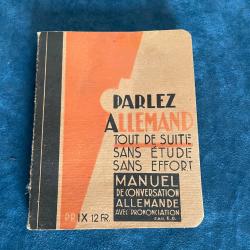 PARLEZ
ALLEMAND
TOUT DE SUITE
SANS ÉTUDE
SANS EFFORT
MANUEL
DE CONVERSATION
ALLEMANDE
AVEC PRONONCIATION
PRIX 12 FR.